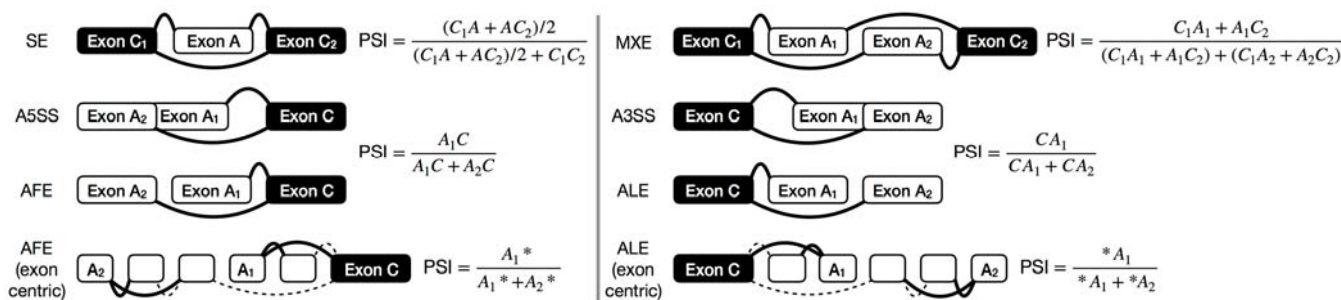 SE Exon C₁ Exon A Exon C₂ PSI = (C₁A + AC₂)/2 / ((C₁A + AC₂)/2 + C₁C₂)
A5SS Exon A₂ Exon A₁ Exon C
PSI = A₁C / (A₁C + A₂C)
AFE Exon A₂ Exon A₁ Exon C
AFE (exon centric) A₂ A₁ Exon C PSI = A₁* / (A₁* + A₂*)
MXE Exon C₁ Exon A₁ Exon A₂ Exon C₂ PSI = (C₁A₁ + A₁C₂) / ((C₁A₁ + A₁C₂) + (C₁A₂ + A₂C₂))
A3SS Exon C Exon A₁ Exon A₂
PSI = CA₁ / (CA₁ + CA₂)
ALE Exon C Exon A₁ Exon A₂
ALE (exon centric) Exon C A₁ A₂ PSI = *A₁ / (*A₁ + *A₂)